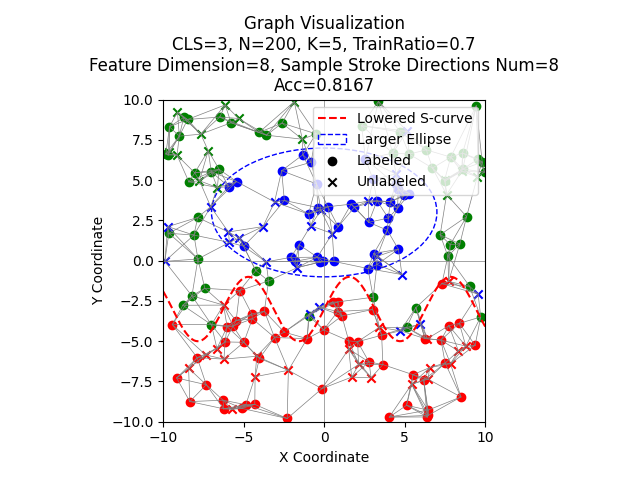 Graph Visualization
CLS=3, N=200, K=5, TrainRatio=0.7
Feature Dimension=8, Sample Stroke Directions Num=8
Acc=0.8167
Lowered S-curve
Larger Ellipse
Labeled
Unlabeled
10.0
7.5
5.0
2.5
0.0
−2.5
−5.0
−7.5
−10.0
Y Coordinate
−10
−5
0
5
10
X Coordinate